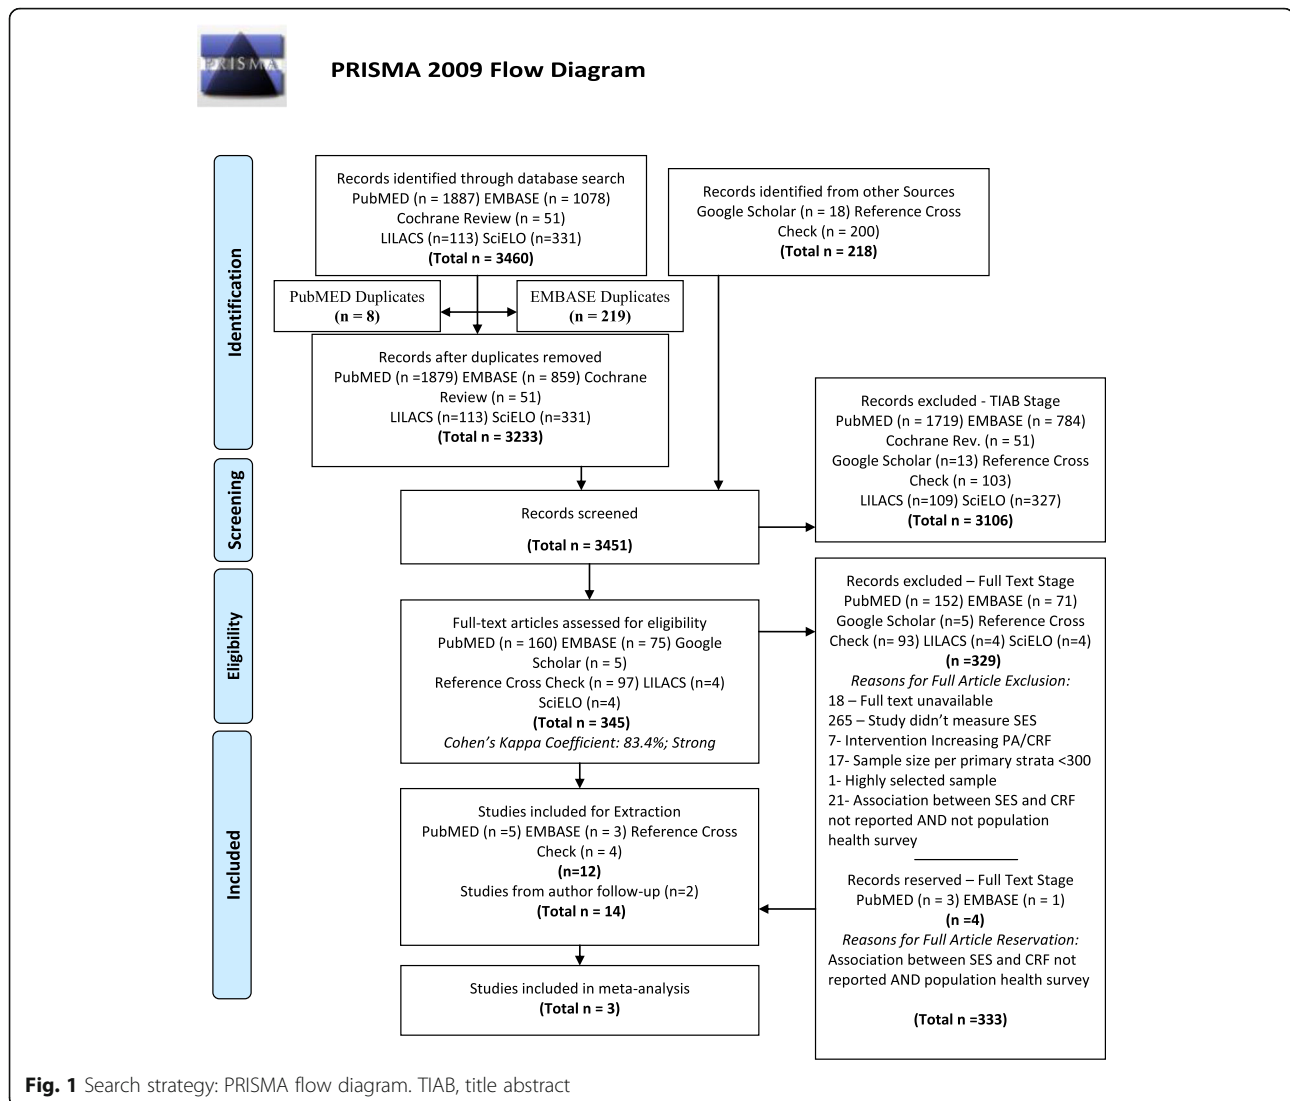 PRISMA
PRISMA 2009 Flow Diagram
Identification
Records identified through database search
PubMED (n = 1887) EMBASE (n = 1078)
Cochrane Review (n = 51)
LILACS (n=113) SciELO (n=331)
(Total n = 3460)
Records identified from other Sources
Google Scholar (n = 18) Reference Cross
Check (n = 200)
(Total n = 218)
PubMED Duplicates
(n = 8)
EMBASE Duplicates
(n = 219)
Records after duplicates removed
PubMED (n =1879) EMBASE (n = 859) Cochrane
Review (n = 51)
LILACS (n=113) SciELO (n=331)
(Total n = 3233)
Screening
Records screened
(Total n = 3451)
Records excluded - TIAB Stage
PubMED (n = 1719) EMBASE (n = 784)
Cochrane Rev. (n = 51)
Google Scholar (n=13) Reference Cross
Check (n = 103)
LILACS (n=109) SciELO (n=327)
(Total n = 3106)
Eligibility
Full-text articles assessed for eligibility
PubMED (n = 160) EMBASE (n = 75) Google
Scholar (n = 5)
Reference Cross Check (n = 97) LILACS (n=4)
SciELO (n=4)
(Total n = 345)
Cohen's Kappa Coefficient: 83.4%; Strong
Records excluded – Full Text Stage
PubMED (n = 152) EMBASE (n = 71)
Google Scholar (n=5) Reference Cross
Check (n= 93) LILACS (n=4) SciELO (n=4)
(n =329)
Reasons for Full Article Exclusion:
18 – Full text unavailable
265 – Study didn't measure SES
7- Intervention Increasing PA/CRF
17- Sample size per primary strata <300
1- Highly selected sample
21- Association between SES and CRF
not reported AND not population
health survey
Records reserved – Full Text Stage
PubMED (n = 3) EMBASE (n = 1)
(n =4)
Reasons for Full Article Reservation:
Association between SES and CRF not
reported AND population health survey
(Total n =333)
Included
Studies included for Extraction
PubMED (n =5) EMBASE (n = 3) Reference Cross
Check (n = 4)
(n=12)
Studies from author follow-up (n=2)
(Total n = 14)
Studies included in meta-analysis
(Total n = 3)
Fig. 1 Search strategy: PRISMA flow diagram. TIAB, title abstract